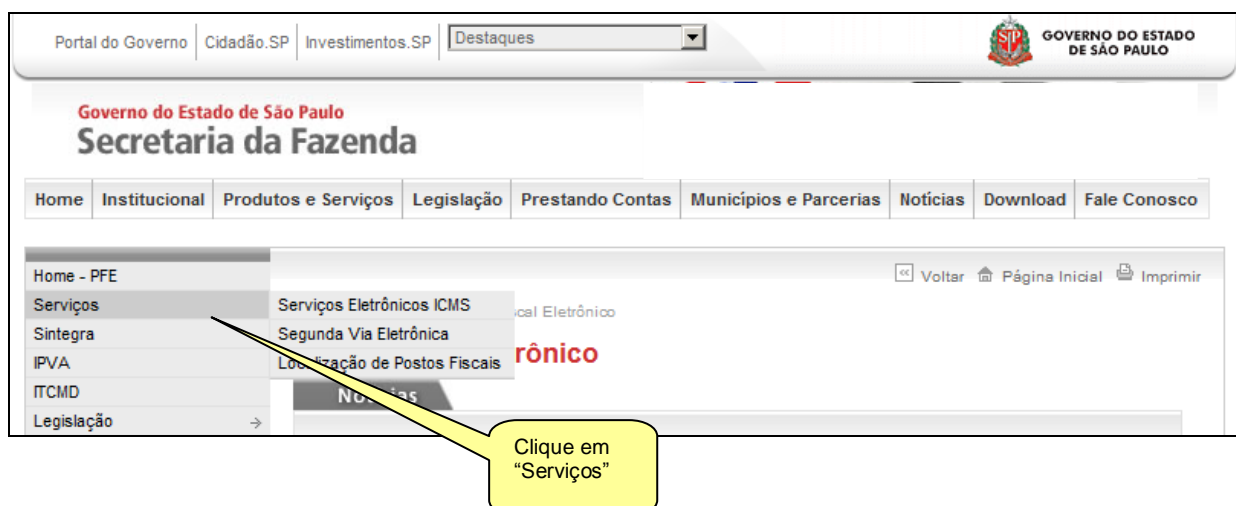 Portal do Governo Cidadão.SP Investimentos.SP Destaques
GOVERNO DO ESTADO
DE SÃO PAULO
Governo do Estado de São Paulo
Secretaria da Fazenda
Home Institucional Produtos e Serviços Legislação Prestando Contas Municípios e Parcerias Notícias Download Fale Conosco
Home - PFE
Voltar Página Inicial Imprimir
Serviços
Serviços Eletrônicos ICMS
cal Eletrônico
Sintegra
Segunda Via Eletrônica
IPVA
Localização de Postos Fiscais
rônico
ITCMD
Legislação
Clique em
“Serviços”